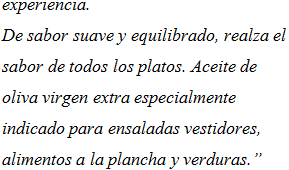 experiencia.
De sabor suave y equilibrado, realza el
sabor de todos los platos. Aceite de
oliva virgen extra especialmente
indicado para ensaladas vestidores,
alimentos a la plancha y verduras.”